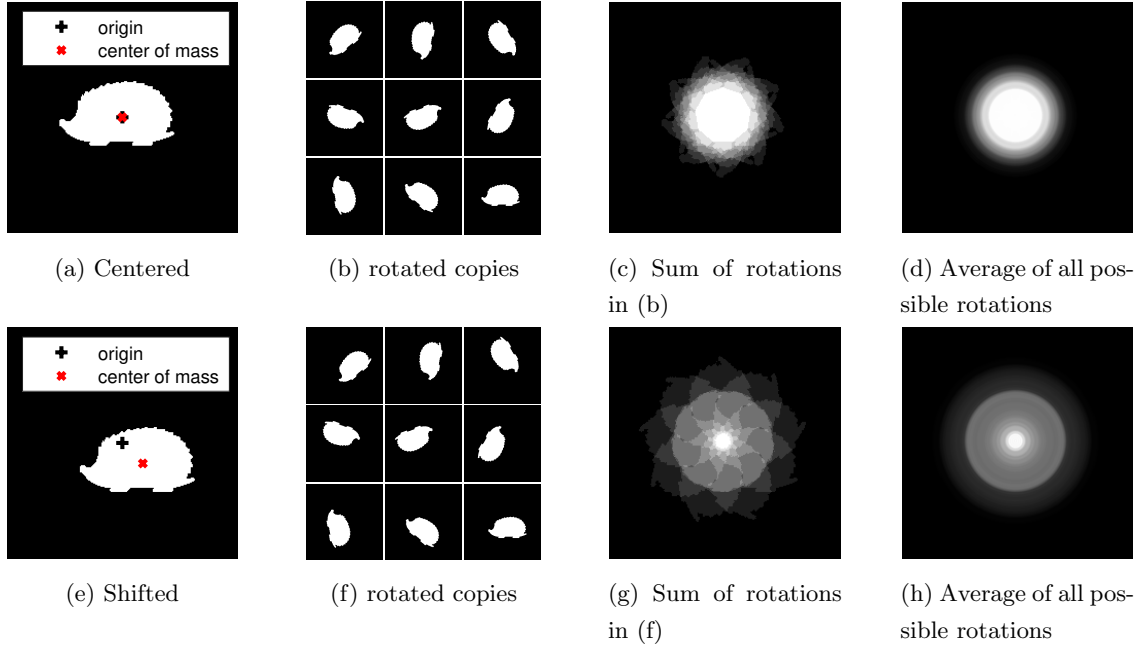 origin
center of mass
(a) Centered
(b) rotated copies
(c) Sum of rotations
in (b)
(d) Average of all pos-
sible rotations
origin
center of mass
(e) Shifted
(f) rotated copies
(g) Sum of rotations
in (f)
(h) Average of all pos-
sible rotations